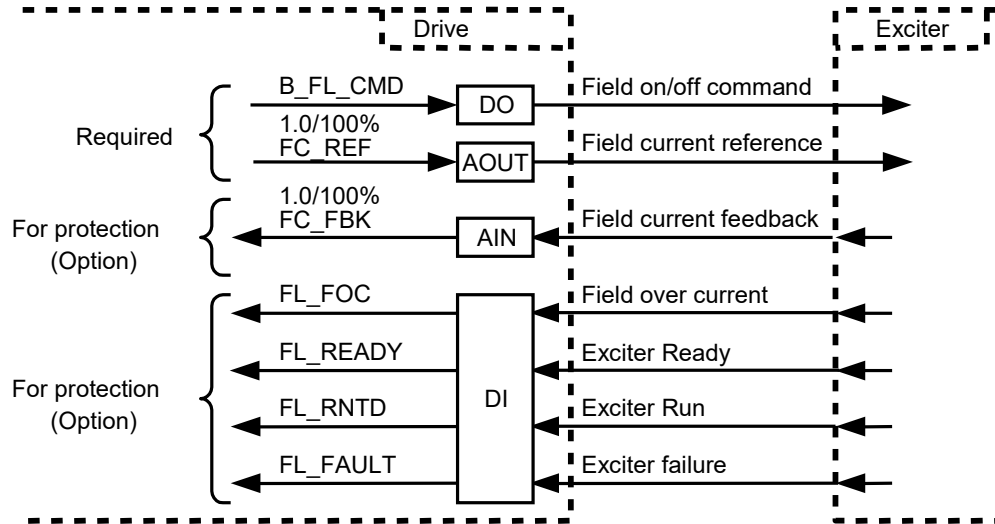 Drive
Exciter
B_FL_CMD
DO
Field on/off command
Required
1.0/100%
FC_REF
AOUT
Field current reference
For protection
(Option)
1.0/100%
FC_FBK
AIN
Field current feedback
For protection
(Option)
FL_FOC
Field over current
FL_READY
Exciter Ready
DI
FL_RNTD
Exciter Run
FL_FAULT
Exciter failure